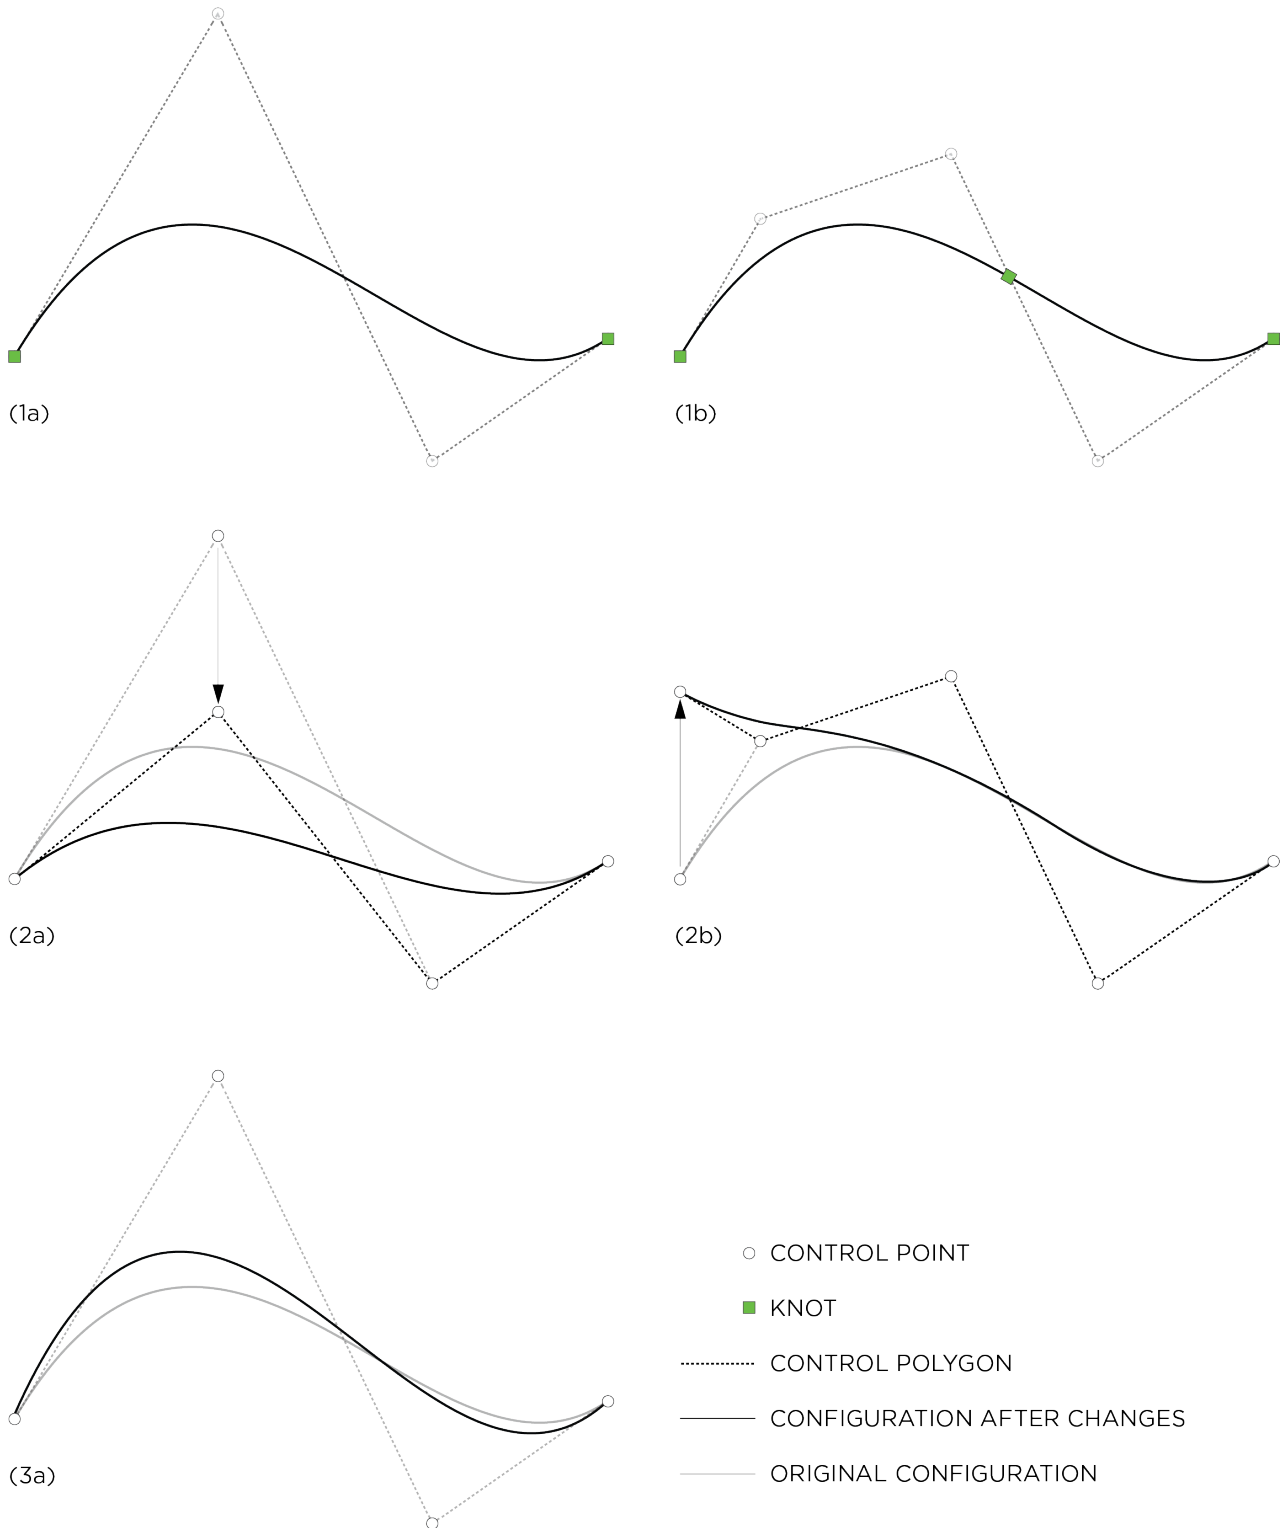 (1a)
(1b)
(2a)
(2b)
(3a)
CONTROL POINT
KNOT
CONTROL POLYGON
CONFIGURATION AFTER CHANGES
ORIGINAL CONFIGURATION